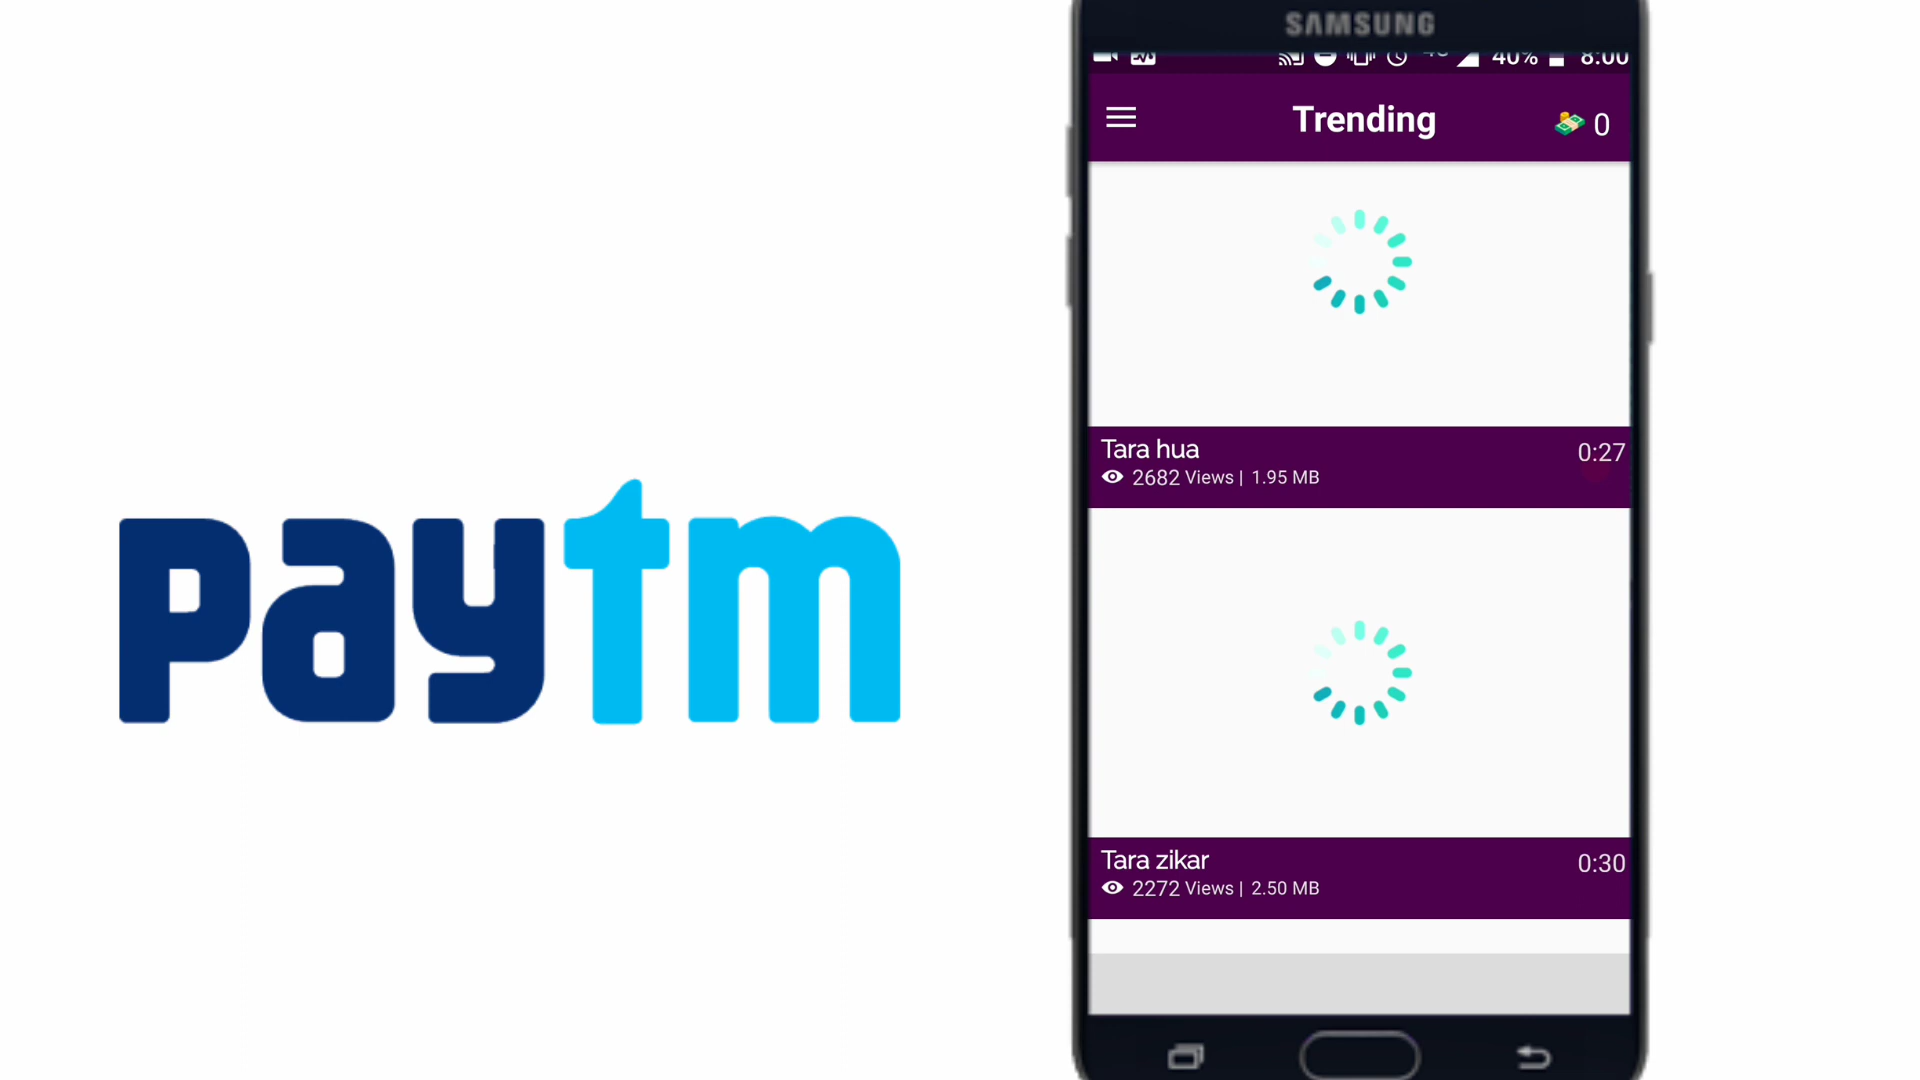 paytm
SAMSUNG
40% 8:00
Trending
0
Tara hua
0:27
2682 Views | 1.95 MB
Tara zikar
0:30
2272 Views | 2.50 MB